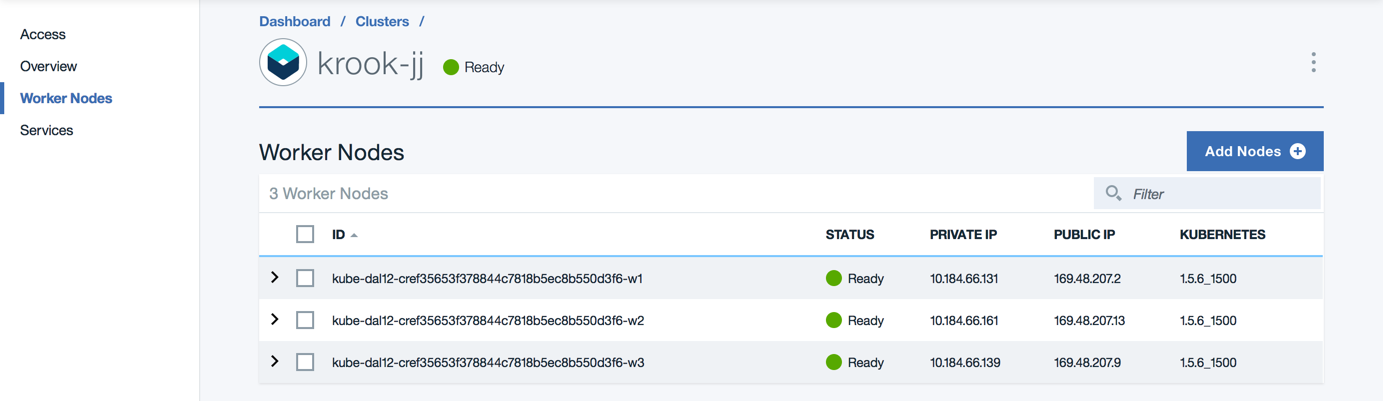 Access
Overview
Worker Nodes
Services
Dashboard / Clusters /
krook-jj Ready
Worker Nodes
Add Nodes
3 Worker Nodes
Filter
ID STATUS PRIVATE IP PUBLIC IP KUBERNETES
kube-dal12-cref35653f378844c7818b5ec8b550d3f6-w1 Ready 10.184.66.131 169.48.207.2 1.5.6_1500
kube-dal12-cref35653f378844c7818b5ec8b550d3f6-w2 Ready 10.184.66.161 169.48.207.13 1.5.6_1500
kube-dal12-cref35653f378844c7818b5ec8b550d3f6-w3 Ready 10.184.66.139 169.48.207.9 1.5.6_1500